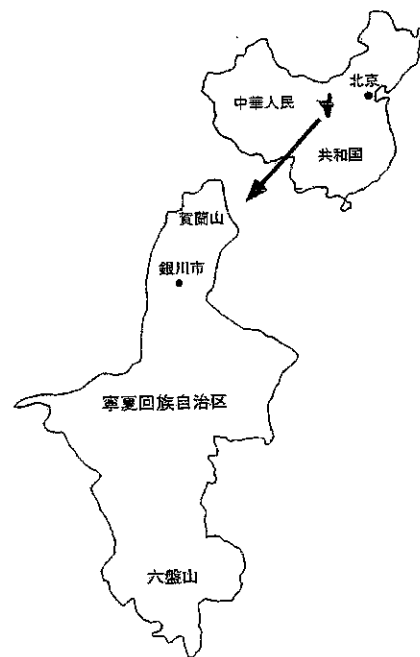 北京
中華人民
共和国
賀蘭山
銀川市
寧夏回族自治区
六盤山